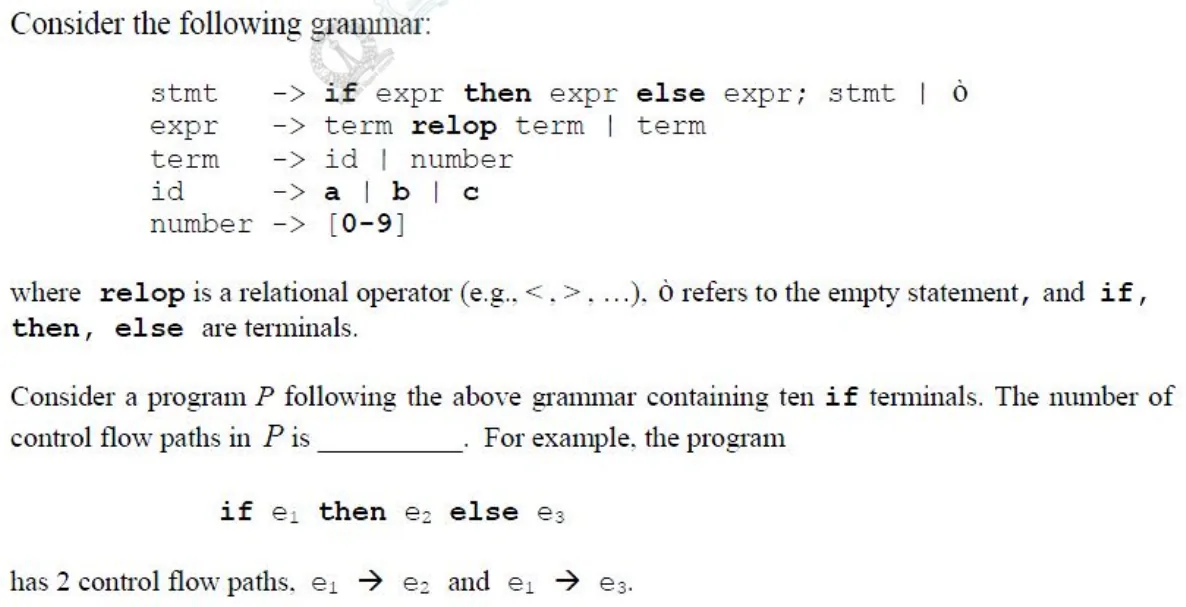 Consider the following grammar:
stmt -> if expr then expr else expr; stmt | ò
expr -> term relop term | term
term -> id | number
id -> a | b | c
number -> [0-9]
where relop is a relational operator (e.g., < , > , …), ò refers to the empty statement, and if,
then, else are terminals.
Consider a program P following the above grammar containing ten if terminals. The number of
control flow paths in P is __________. For example, the program
if e₁ then e₂ else e₃
has 2 control flow paths, e₁ → e₂ and e₁ → e₃.